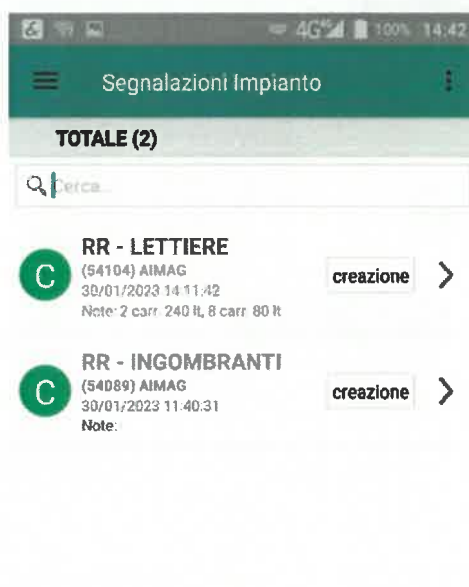 4G 100% 14:42
Segnalazioni Impianto
TOTALE (2)
Cerca...
RR - LETTIERE
(54104) AIMAG
30/01/2023 14:11:42
Note: 2 carr. 240 lt, 8 carr. 80 lt
creazione
C
RR - INGOMBRANTI
(54089) AIMAG
30/01/2023 11:40:31
Note:
creazione
C